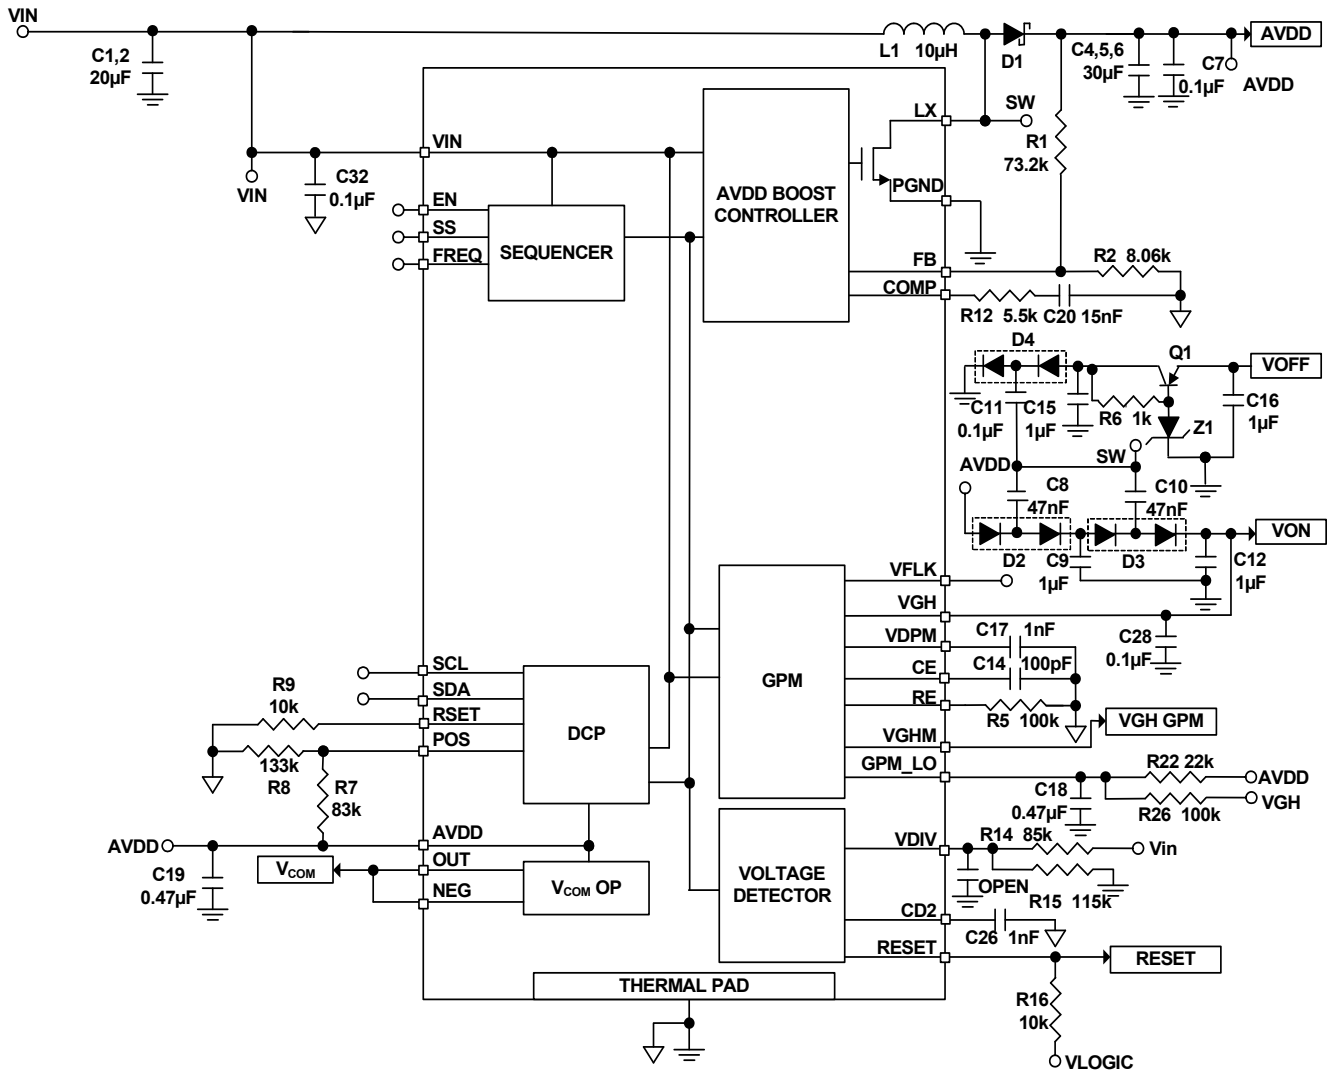 VIN
C1,2
20µF
L1 10µH
D1
C4,5,6
30µF
C7
0.1µF
AVDD
AVDD
VIN
C32
0.1µF
VIN
EN
SS
FREQ
SEQUENCER
AVDD BOOST
CONTROLLER
LX
SW
PGND
R1
73.2k
FB
COMP
R2 8.06k
R12 5.5k
C20 15nF
D4
Q1
VOFF
C11
0.1µF
C15
1µF
R6 1k
Z1
C16
1µF
AVDD
SW
C8
47nF
C10
47nF
VON
D2
C9
1µF
D3
C12
1µF
VFLK
VGH
VDPM
CE
RE
VGHM
GPM_LO
GPM
C17 1nF
C14 100pF
R5 100k
C28
0.1µF
VGH GPM
SCL
SDA
RSET
POS
R9
10k
133k
R8
R7
83k
DCP
AVDD
AVDD
OUT
NEG
VCOM
VCOM OP
C19
0.47µF
C18
0.47µF
R22 22k
AVDD
R26 100k
VGH
VOLTAGE
DETECTOR
VDIV
R14 85k
Vin
OPEN
R15 115k
CD2
C26 1nF
RESET
RESET
R16
10k
VLOGIC
THERMAL PAD